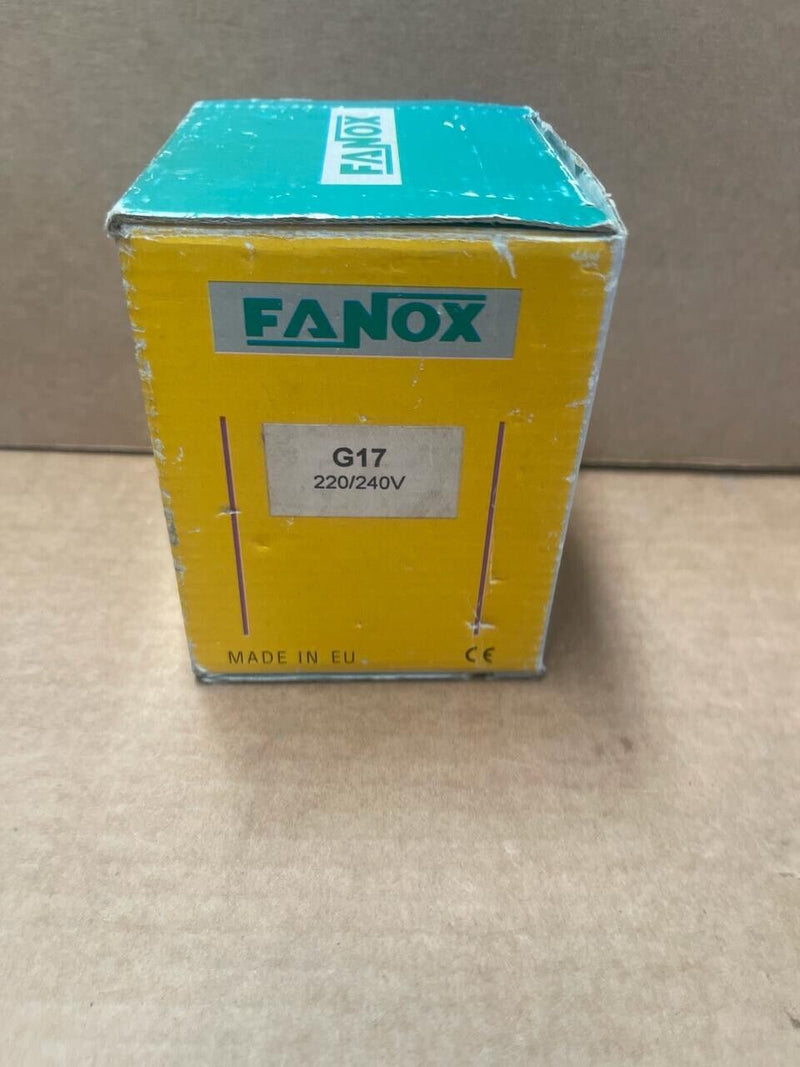 FANOX
FANOX
G17
220/240V
MADE IN EU
CE